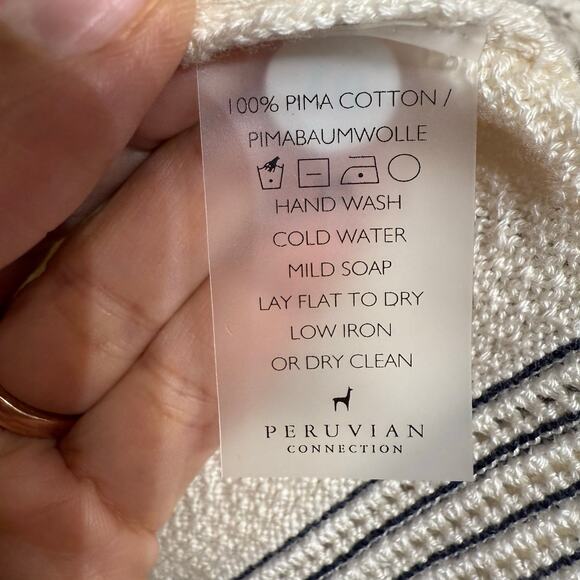 100% PIMA COTTON /
PIMABAUMWOLLE
HAND WASH
COLD WATER
MILD SOAP
LAY FLAT TO DRY
LOW IRON
OR DRY CLEAN
PERUVIAN
CONNECTION